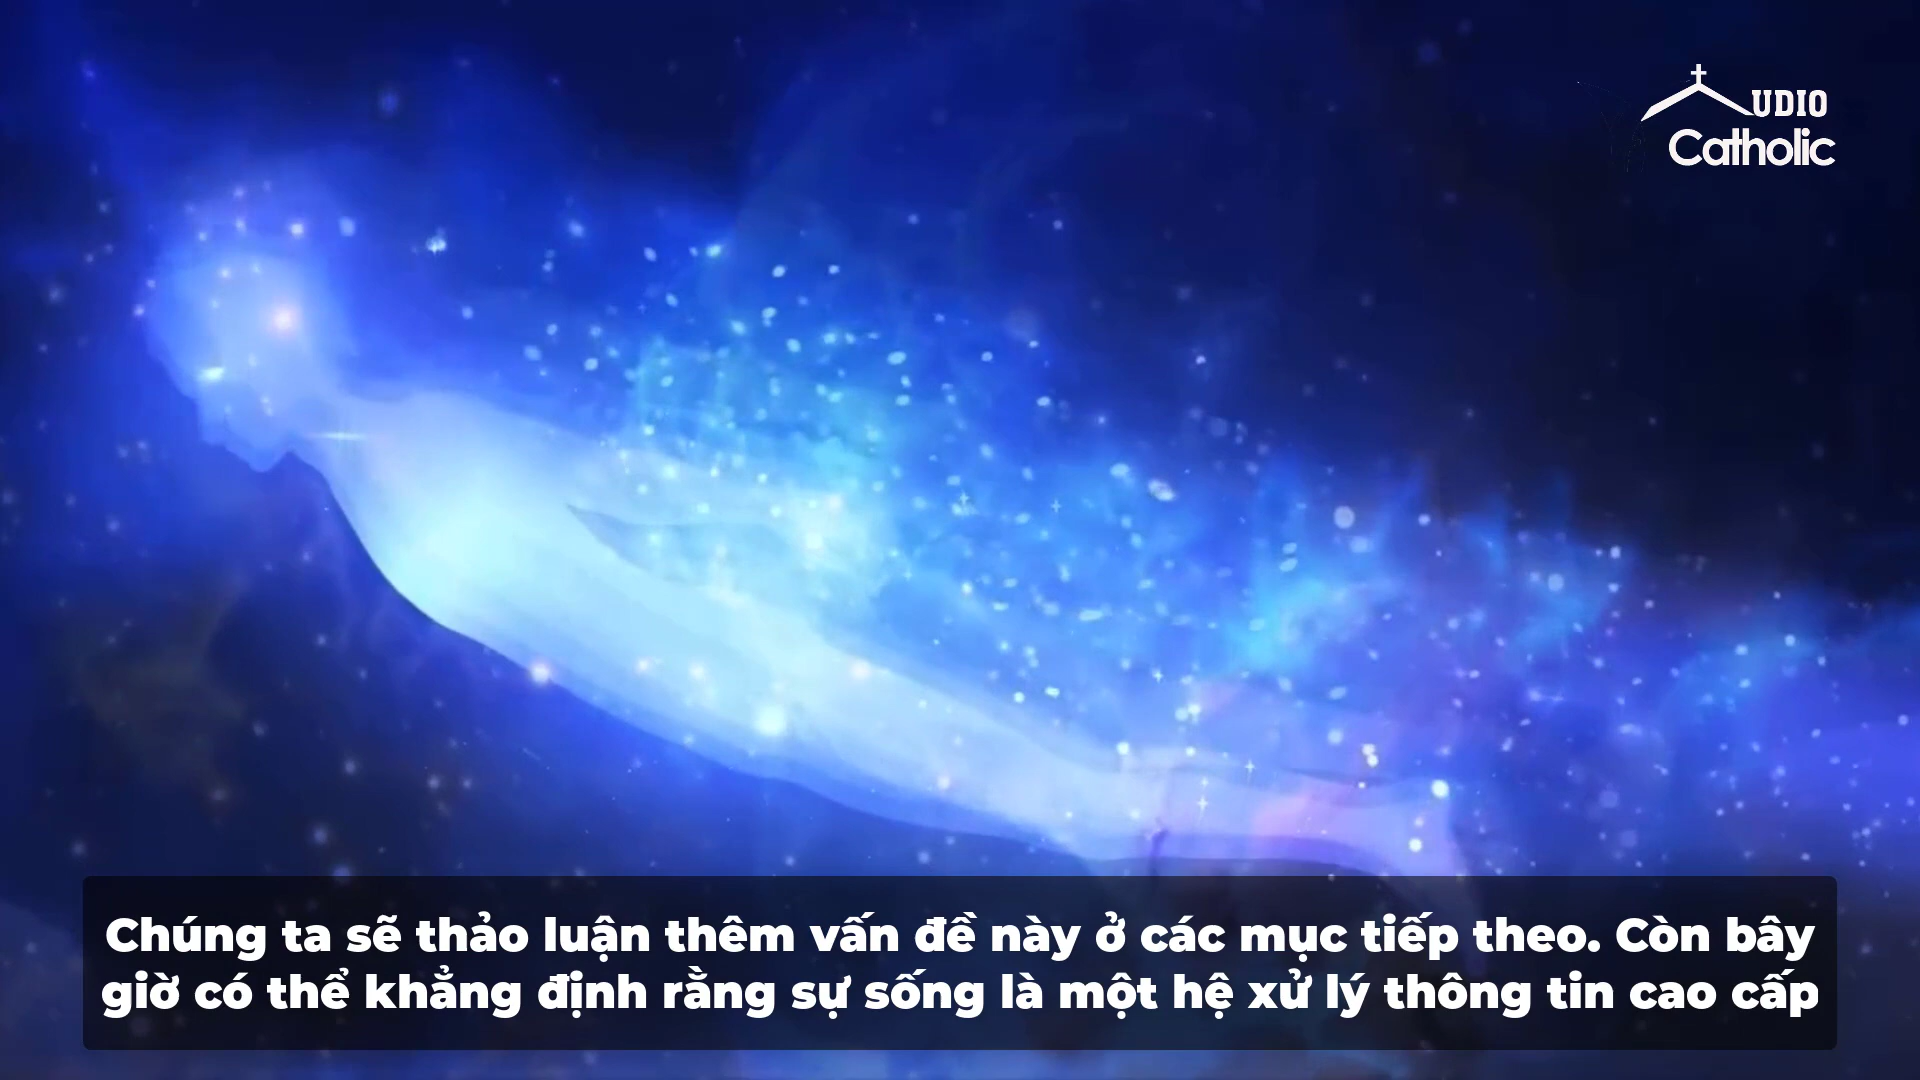 UDIO
Catholic
Chúng ta sẽ thảo luận thêm vấn đề này ở các mục tiếp theo. Còn bây
giờ có thể khẳng định rằng sự sống là một hệ xử lý thông tin cao cấp